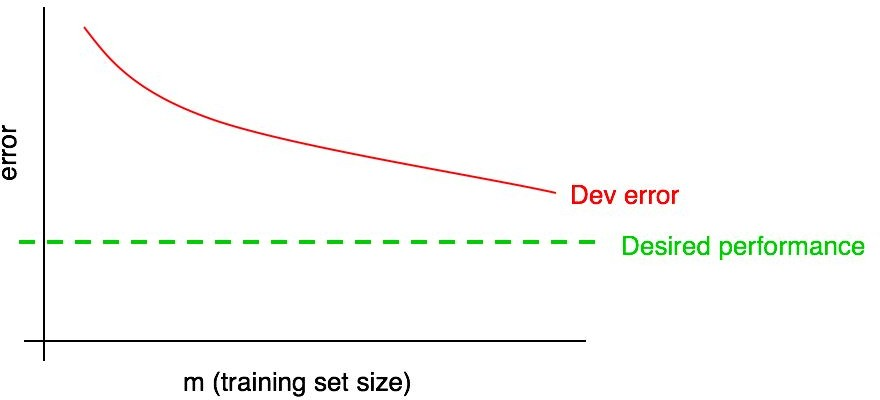 error
Dev error
Desired performance
m (training set size)